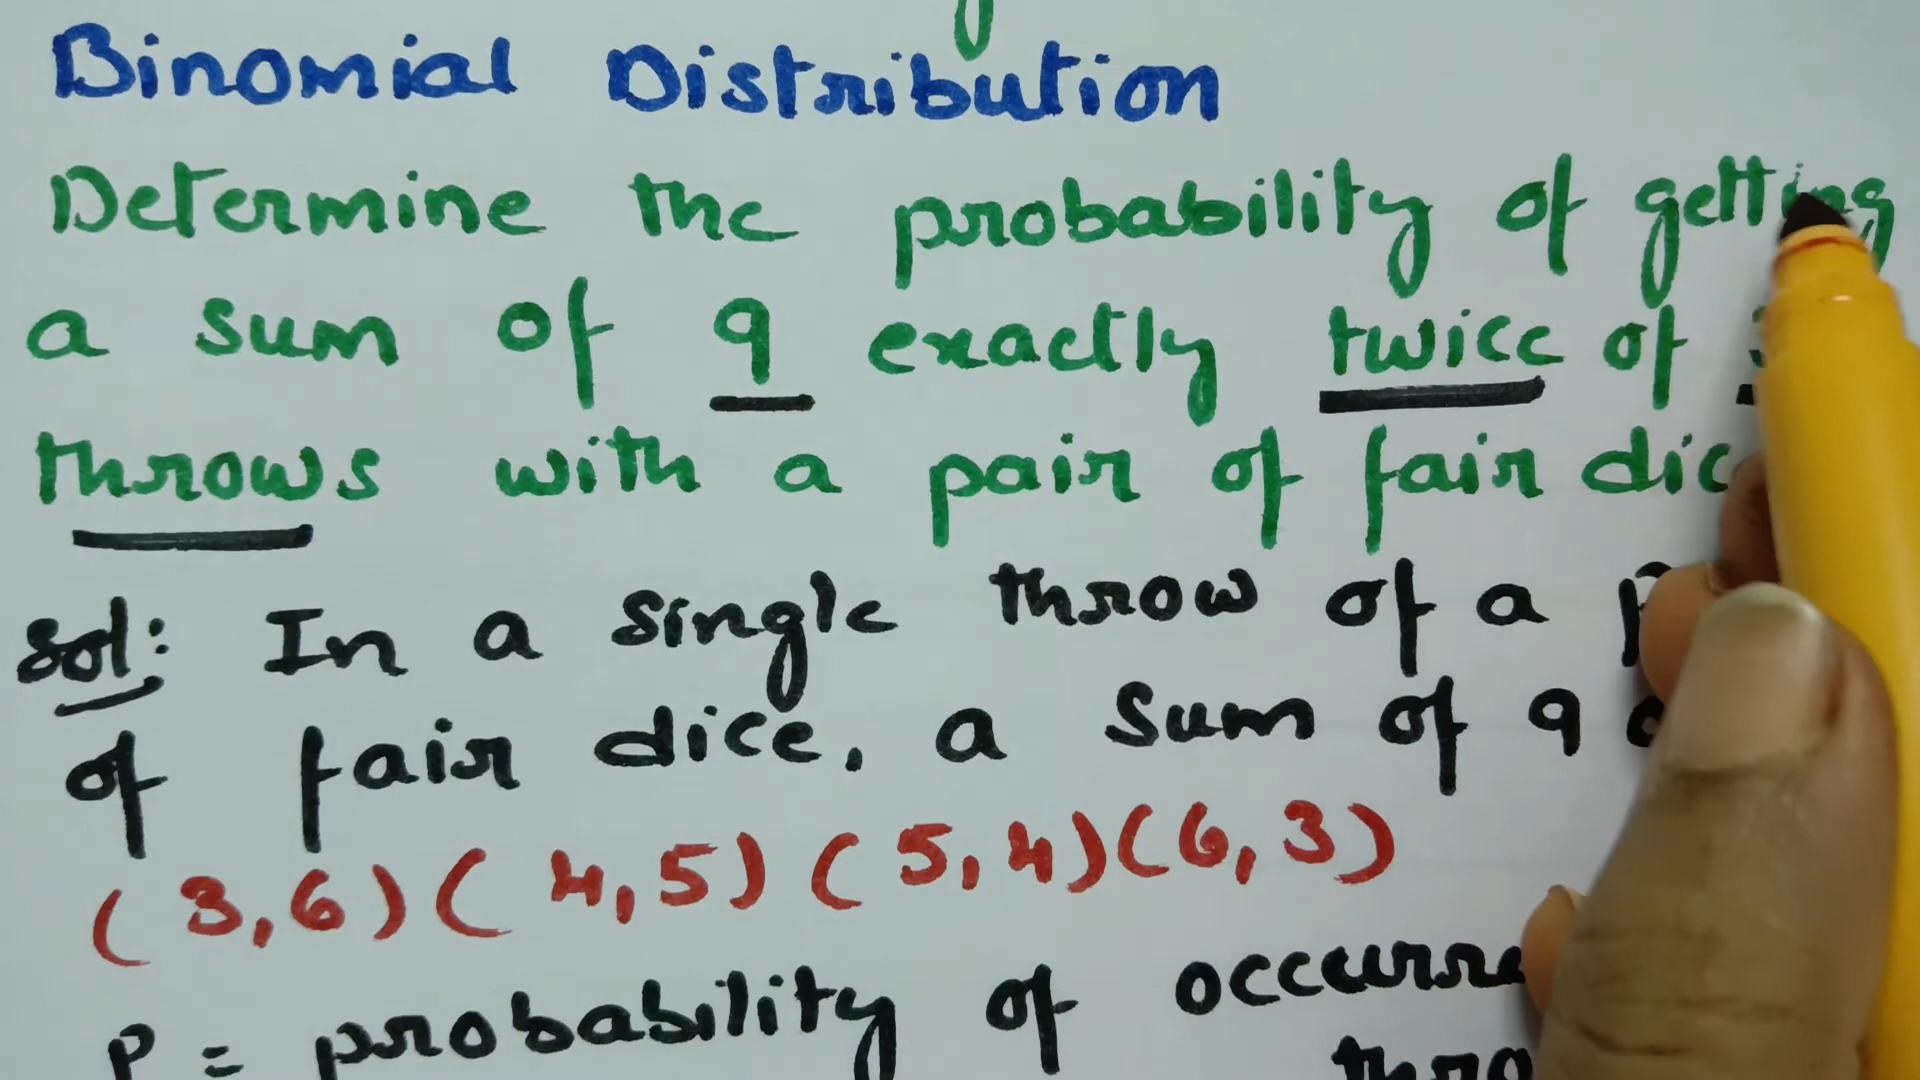 Binomial Distribution
Determine the probability of getting
a sum of 9 exactly twice of
throws with a pair of fair dic
Sol: In a single throw of a
of fair dice, a sum of 9
(3,6) (4,5) (5,4) (6,3)
P = probability of occurre
thro